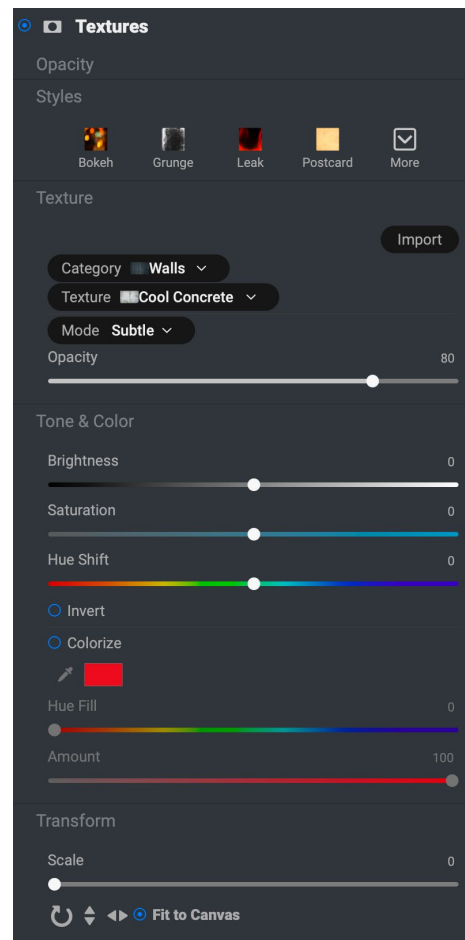 Textures
Opacity
Styles
Bokeh Grunge Leak Postcard More
Texture
Import
Category Walls
Texture Cool Concrete
Mode Subtle
Opacity 80
Tone & Color
Brightness 0
Saturation 0
Hue Shift 0
Invert
Colorize
Hue Fill 0
Amount 100
Transform
Scale 0
Fit to Canvas